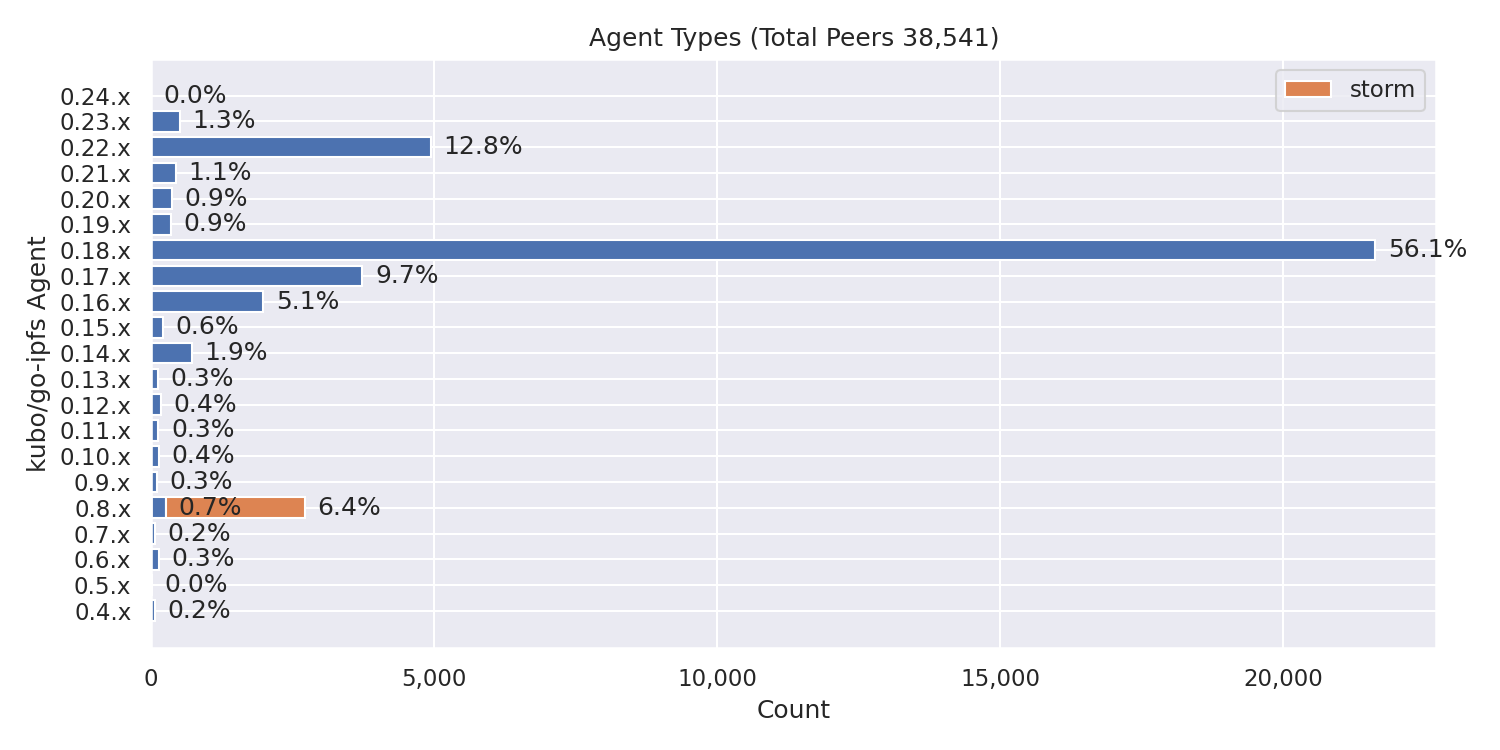 Agent Types (Total Peers 38,541)
storm
kubo/go-ipfs Agent
0.24.x 0.0%
0.23.x 1.3%
0.22.x 12.8%
0.21.x 1.1%
0.20.x 0.9%
0.19.x 0.9%
0.18.x 56.1%
0.17.x 9.7%
0.16.x 5.1%
0.15.x 0.6%
0.14.x 1.9%
0.13.x 0.3%
0.12.x 0.4%
0.11.x 0.3%
0.10.x 0.4%
0.9.x 0.3%
0.8.x 0.7% 6.4%
0.7.x 0.2%
0.6.x 0.3%
0.5.x 0.0%
0.4.x 0.2%
0 5,000 10,000 15,000 20,000
Count